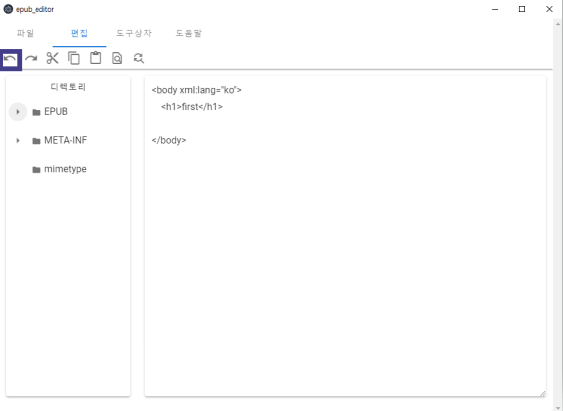 epub_editor
파일 편집 도구상자 도움말
디렉토리
EPUB
META-INF
mimetype
<body xml:lang="ko">
<h1>first</h1>
</body>